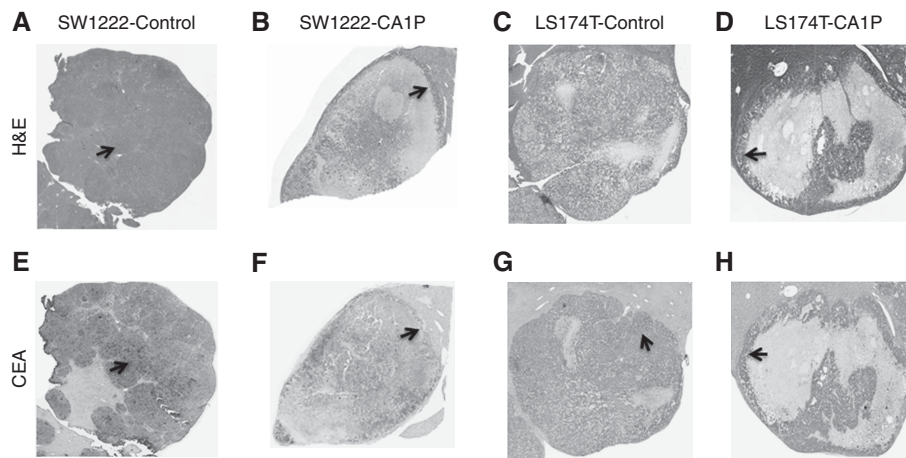 A SW1222-Control
B SW1222-CA1P
C LS174T-Control
D LS174T-CA1P
H&E
E
F
G
H
CEA